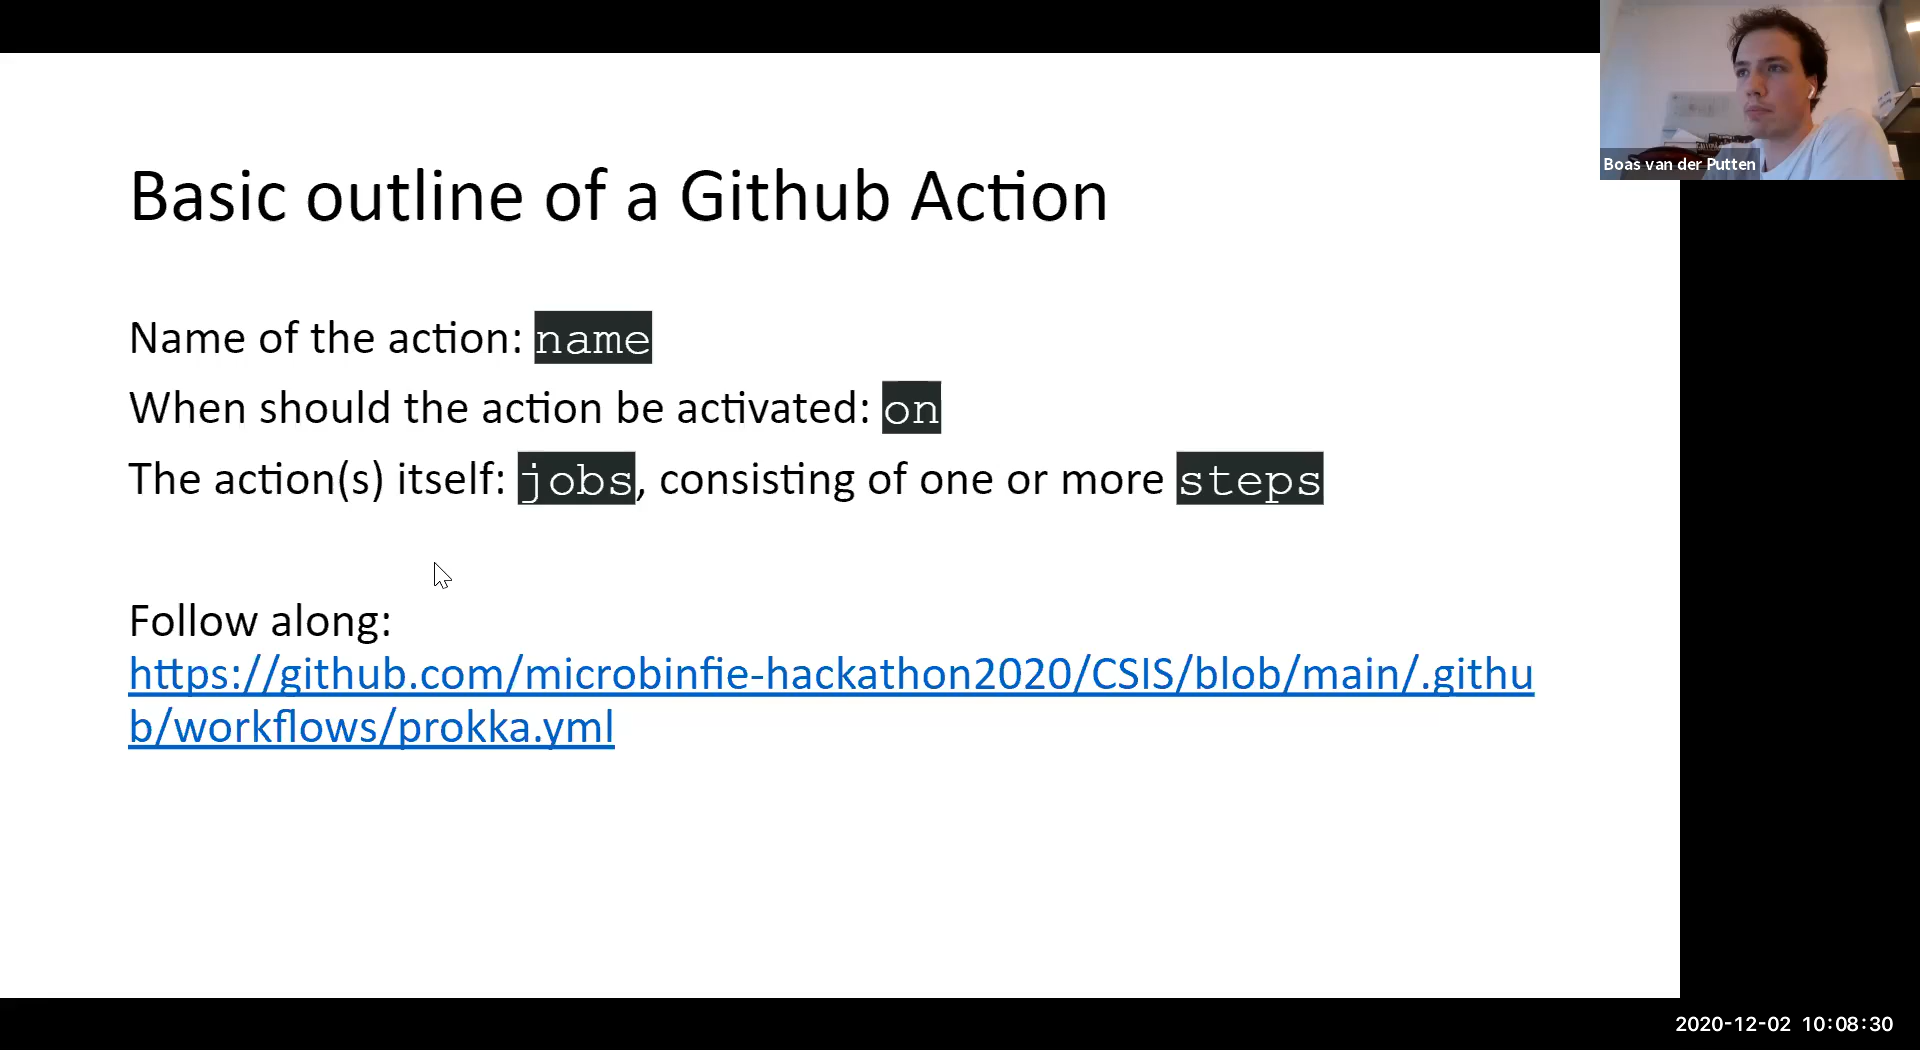 Boas van der Putten
Basic outline of a Github Action
Name of the action: name
When should the action be activated: on
The action(s) itself: jobs, consisting of one or more steps
Follow along:
https://github.com/microbinfie-hackathon2020/CSIS/blob/main/.githu
b/workflows/prokka.yml
2020-12-02 10:08:30